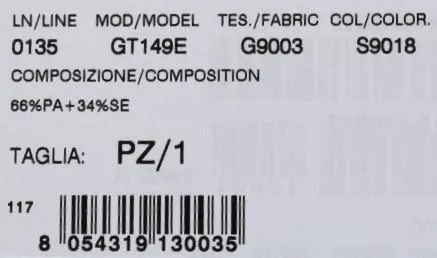 LN/LINE MOD/MODEL TES./FABRIC COL/COLOR.
0135 GT149E G9003 S9018
COMPOSIZIONE/COMPOSITION
66%PA+34%SE
TAGLIA: PZ/1
117
8 054319 130035